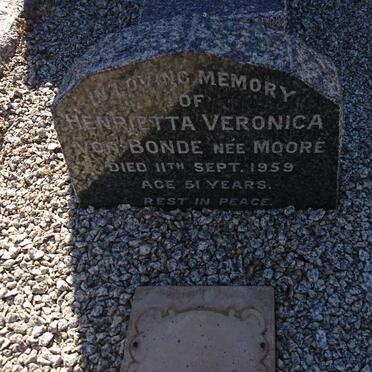 IN LOVING MEMORY
OF
HENRIETTA VERONICA
VON BONDE NÉE MOORE
DIED 11TH SEPT. 1959
AGE 51 YEARS.
REST IN PEACE.